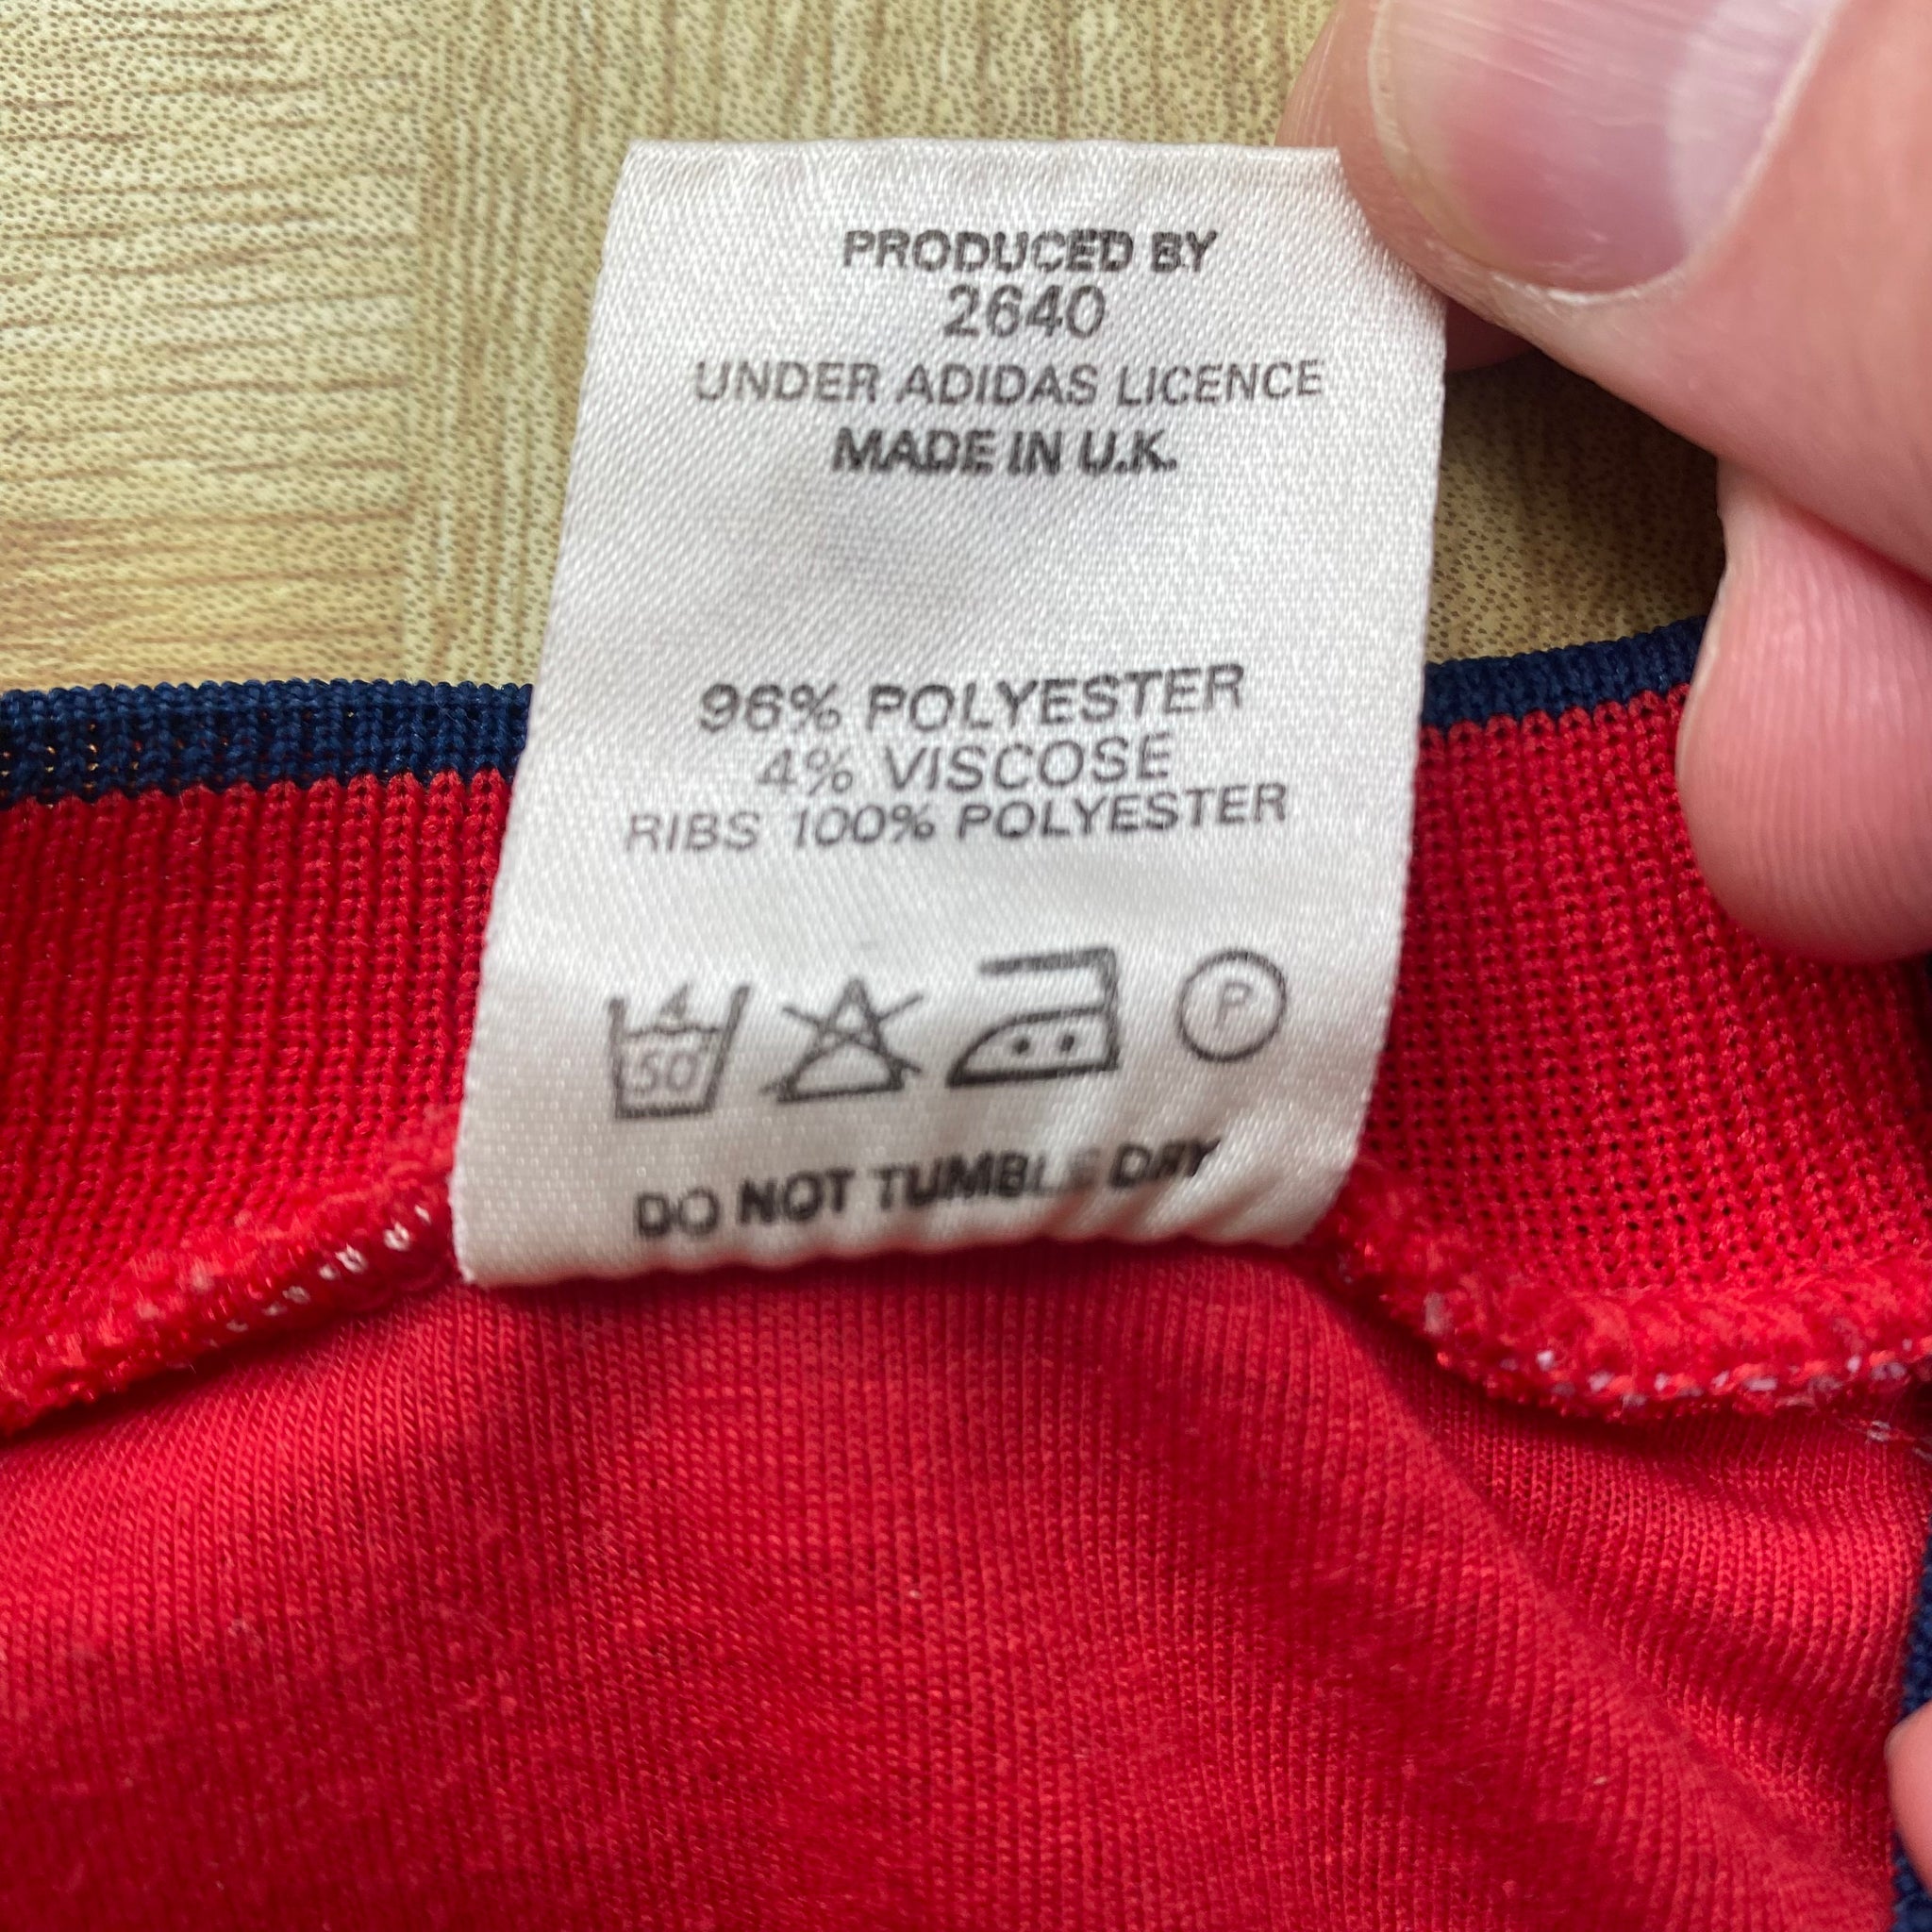 PRODUCED BY
2640
UNDER ADIDAS LICENCE
MADE IN U.K.
96% POLYESTER
4% VISCOSE
RIBS 100% POLYESTER
4
50°
P
DO NOT TUMBLE DRY